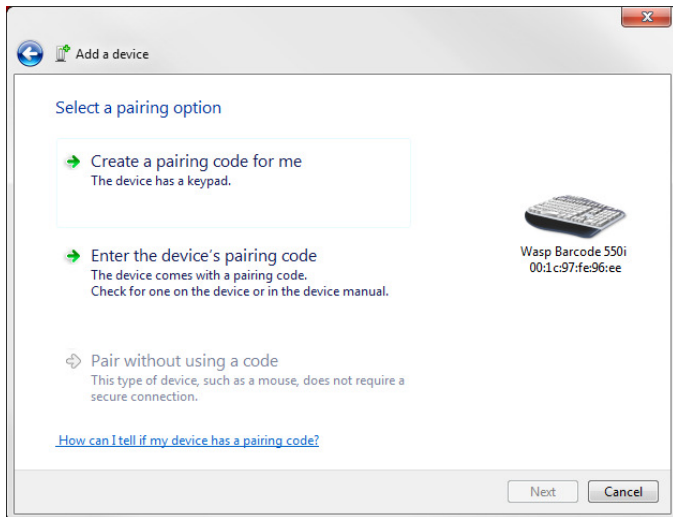 Add a device
Select a pairing option
Create a pairing code for me
The device has a keypad.
Enter the device's pairing code
The device comes with a pairing code.
Check for one on the device or in the device manual.
Wasp Barcode 550i
00:1c:97:fe:96:ee
Pair without using a code
This type of device, such as a mouse, does not require a
secure connection.
How can I tell if my device has a pairing code?
Next
Cancel